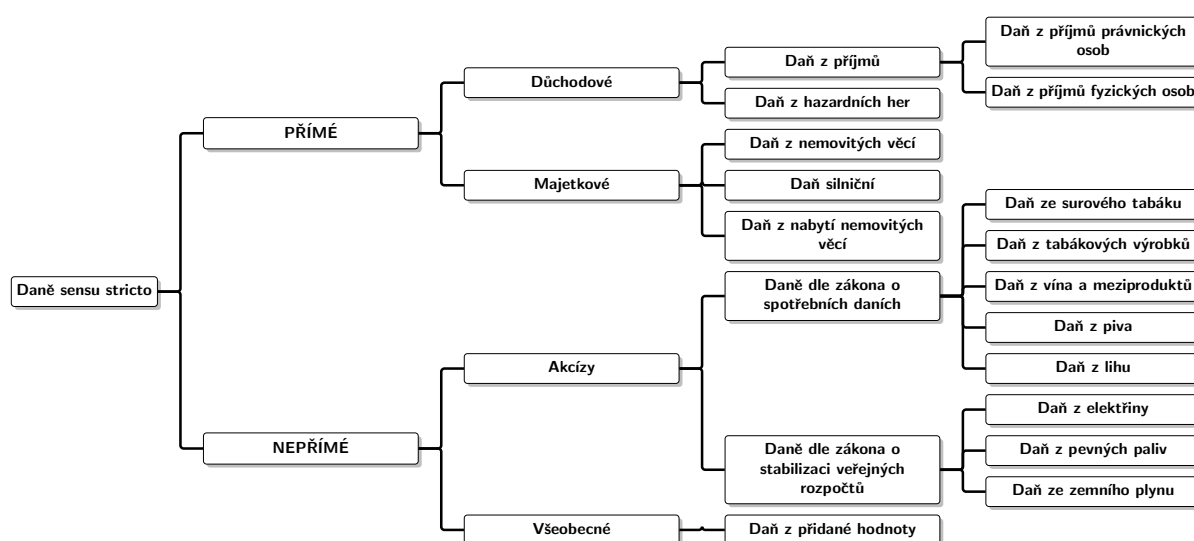 Daně sensu stricto
PŘÍMÉ
Důchodové
Daň z příjmů
Daň z příjmů právnických
osob
Daň z příjmů fyzických osob
Daň z hazardních her
Majetkové
Daň z nemovitých věcí
Daň silniční
Daň z nabytí nemovitých
věcí
NEPŘÍMÉ
Akcízy
Daně dle zákona o
spotřebních daních
Daň ze surového tabáku
Daň z tabákových výrobků
Daň z vína a meziproduktů
Daň z piva
Daň z lihu
Daně dle zákona o
stabilizaci veřejných
rozpočtů
Daň z elektřiny
Daň z pevných paliv
Daň ze zemního plynu
Všeobecné
Daň z přidané hodnoty